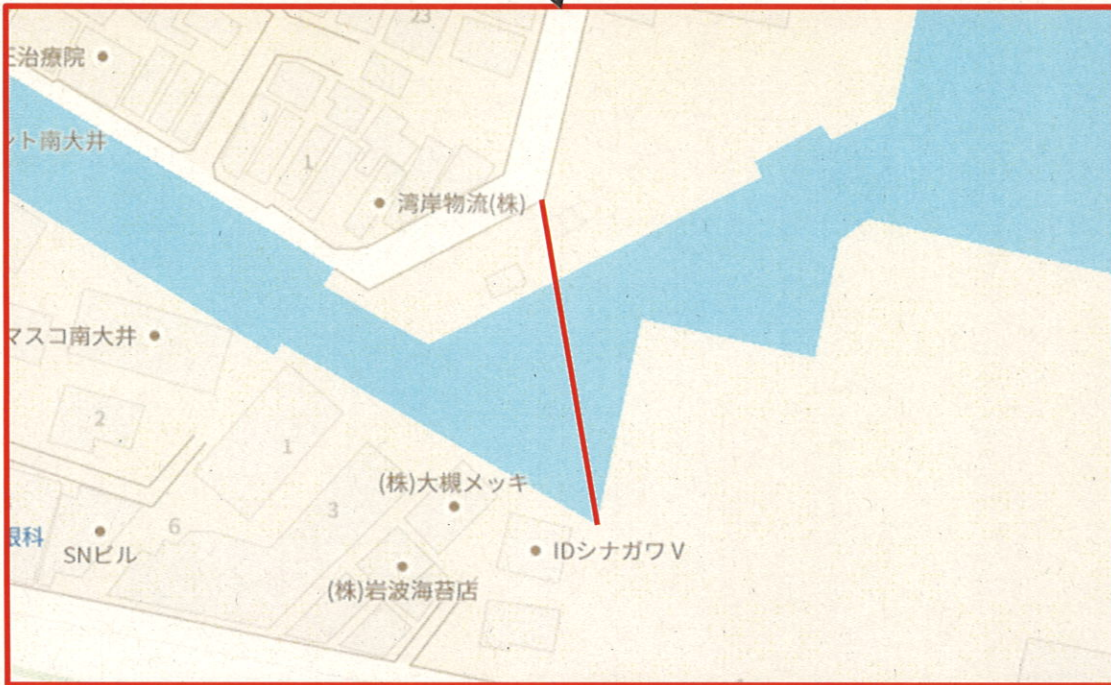 23
治療院
ト南大井
1
湾岸物流(株)
マスコ南大井
2
1
(株)大槻メッキ
3
6
眼科
SNビル
IDシナガワⅤ
(株)岩波海苔店